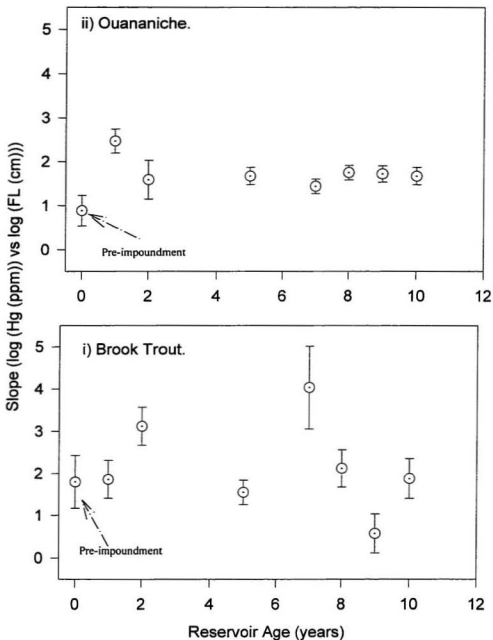 Slope (log (Hg (ppm)) vs log (FL (cm)))
ii) Ouananiche.
5
4
3
2
1
0
Pre-impoundment
0 2 4 6 8 10 12
i) Brook Trout.
5
4
3
2
1
0
Pre-impoundment
0 2 4 6 8 10 12
Reservoir Age (years)